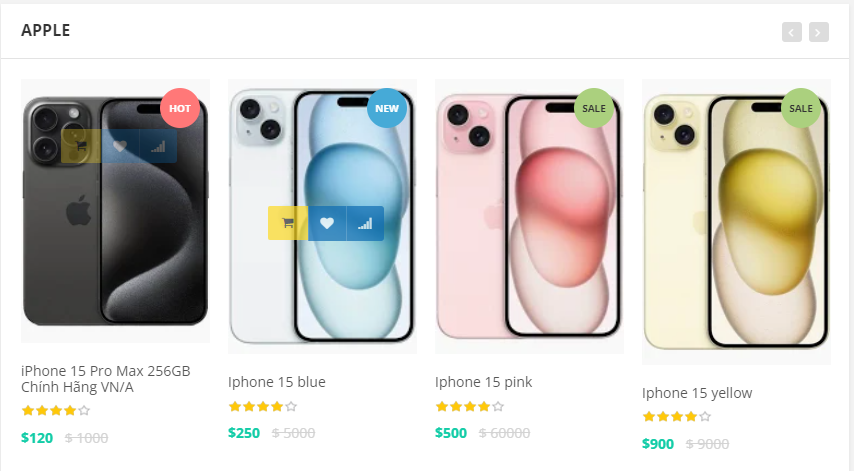 APPLE
HOT
NEW
SALE
SALE
iPhone 15 Pro Max 256GB
Chính Hãng VN/A
$120 $ 1000
Iphone 15 blue
$250 $ 5000
Iphone 15 pink
$500 $ 60000
Iphone 15 yellow
$900 $ 9000